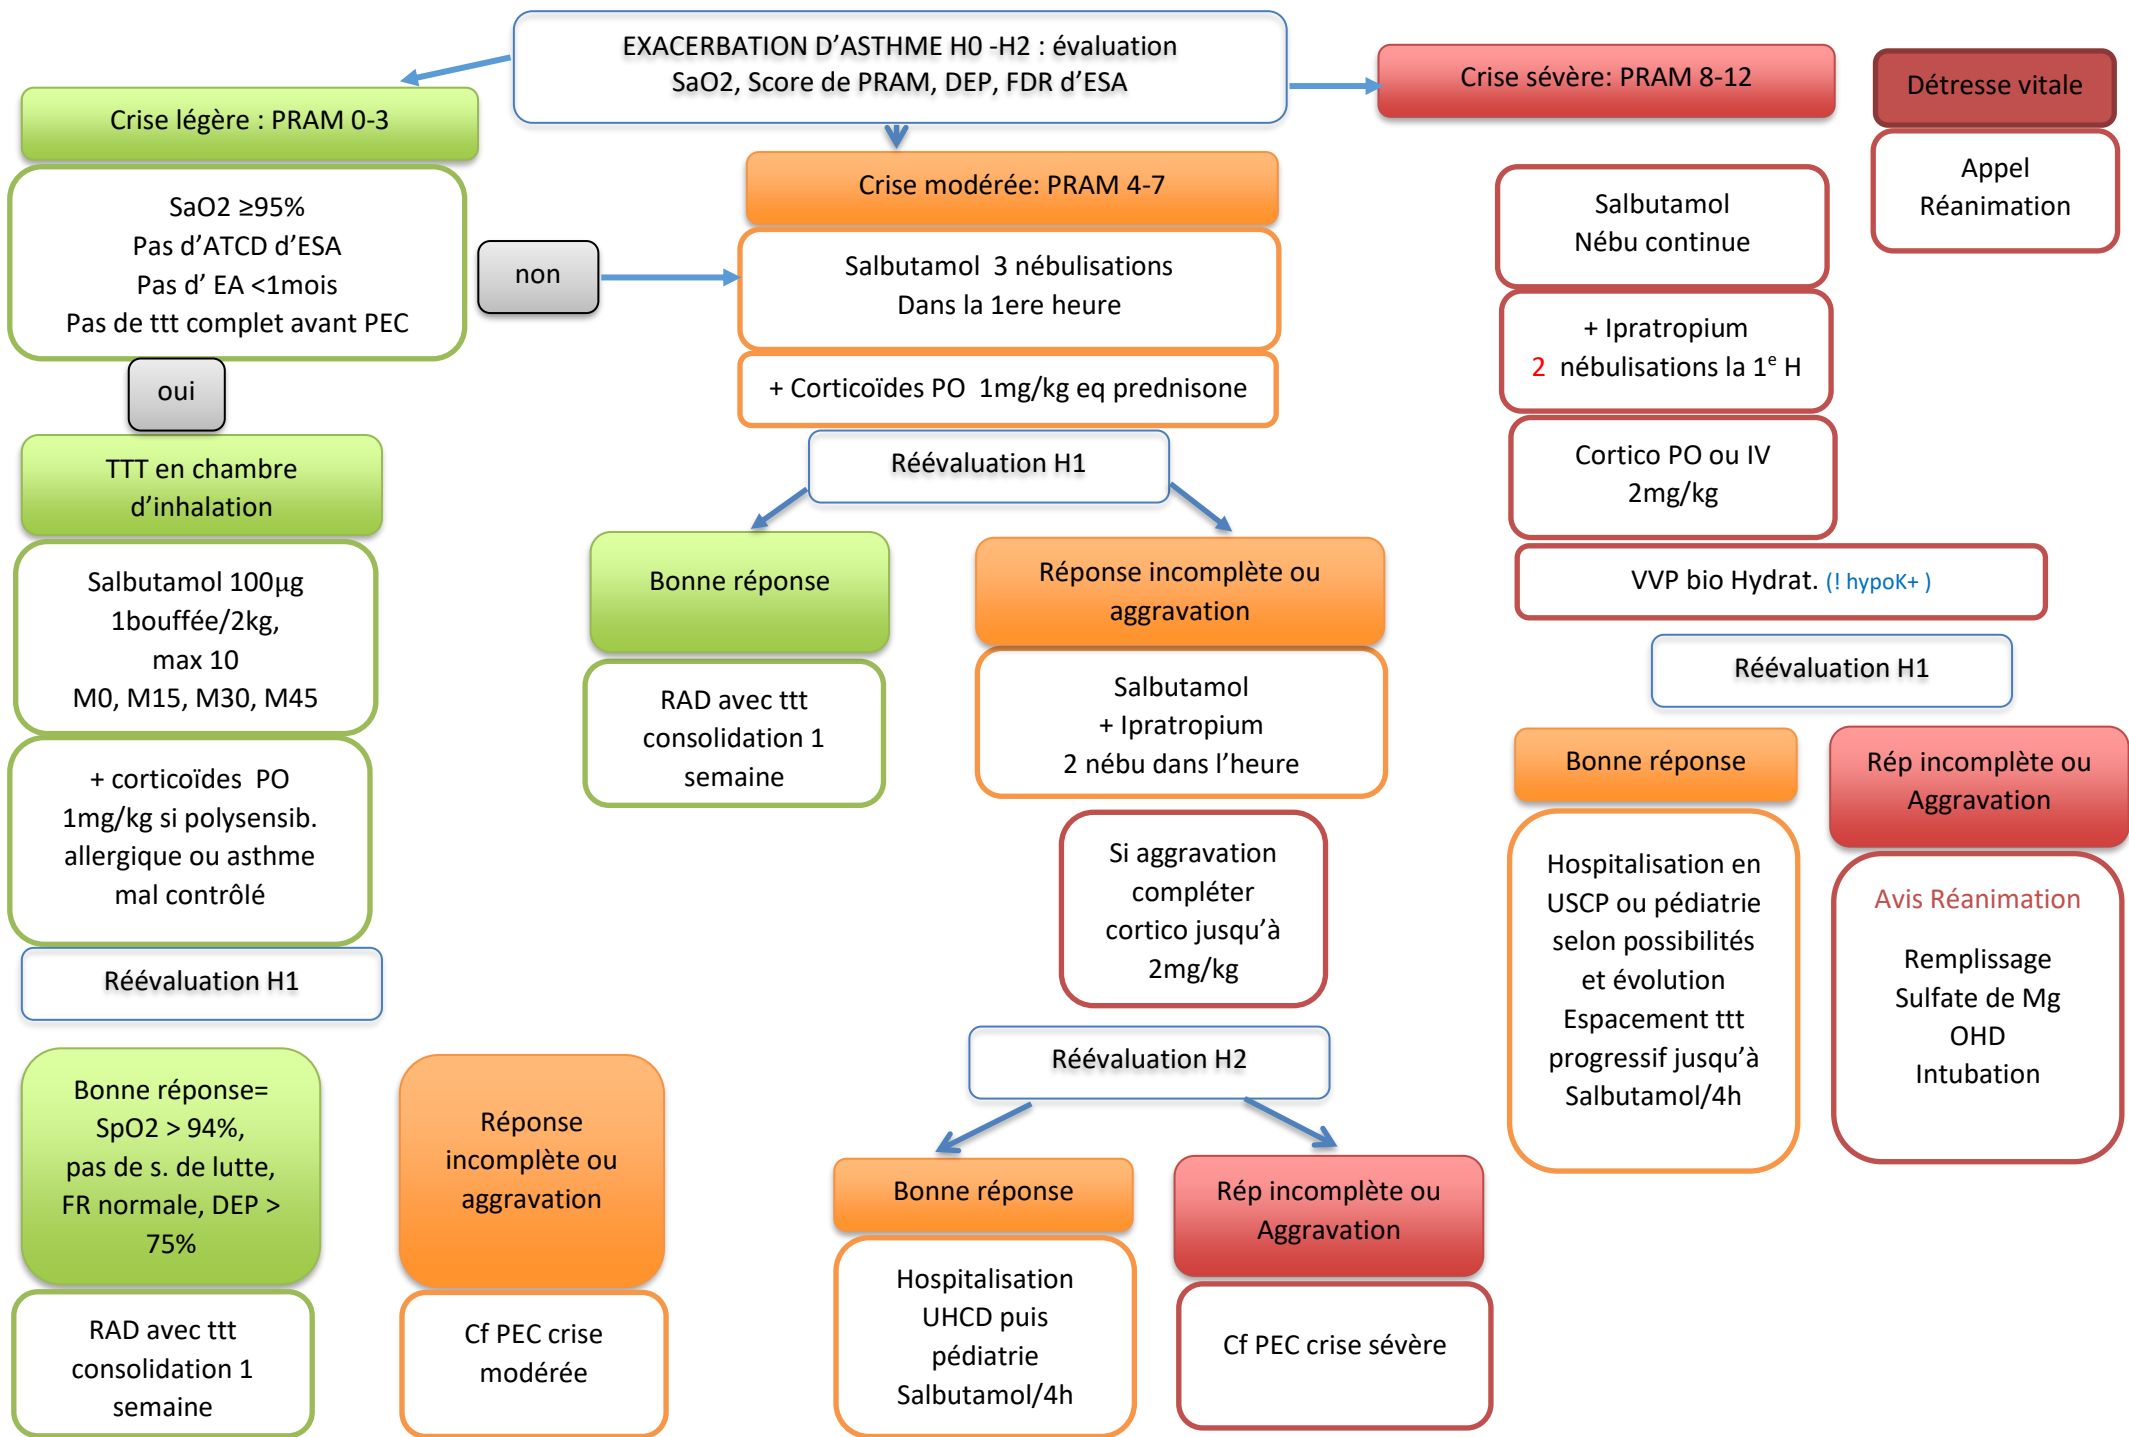 EXACERBATION D’ASTHME H0 -H2 : évaluation
SaO2, Score de PRAM, DEP, FDR d’ESA
Crise légère : PRAM 0-3
SaO2 ≥95%
Pas d’ATCD d’ESA
Pas d’ EA <1mois
Pas de ttt complet avant PEC
non
oui
TTT en chambre
d’inhalation
Salbutamol 100µg
1bouffée/2kg,
max 10
M0, M15, M30, M45
+ corticoïdes PO
1mg/kg si polysensib.
allergique ou asthme
mal contrôlé
Réévaluation H1
Bonne réponse=
SpO2 > 94%,
pas de s. de lutte,
FR normale, DEP >
75%
RAD avec ttt
consolidation 1
semaine
Réponse
incomplète ou
aggravation
Cf PEC crise
modérée
Crise modérée: PRAM 4-7
Salbutamol 3 nébulisations
Dans la 1ere heure
+ Corticoïdes PO 1mg/kg eq prednisone
Réévaluation H1
Bonne réponse
RAD avec ttt
consolidation 1
semaine
Réponse incomplète ou
aggravation
Salbutamol
+ Ipratropium
2 nébu dans l’heure
Si aggravation
compléter
cortico jusqu’à
2mg/kg
Réévaluation H2
Bonne réponse
Hospitalisation
UHCD puis
pédiatrie
Salbutamol/4h
Rép incomplète ou
Aggravation
Cf PEC crise sévère
Crise sévère: PRAM 8-12
Salbutamol
Nébu continue
+ Ipratropium
2 nébulisations la 1e H
Cortico PO ou IV
2mg/kg
VVP bio Hydrat. (! hypoK+ )
Réévaluation H1
Bonne réponse
Hospitalisation en
USCP ou pédiatrie
selon possibilités
et évolution
Espacement ttt
progressif jusqu’à
Salbutamol/4h
Rép incomplète ou
Aggravation
Avis Réanimation
Remplissage
Sulfate de Mg
OHD
Intubation
Détresse vitale
Appel
Réanimation